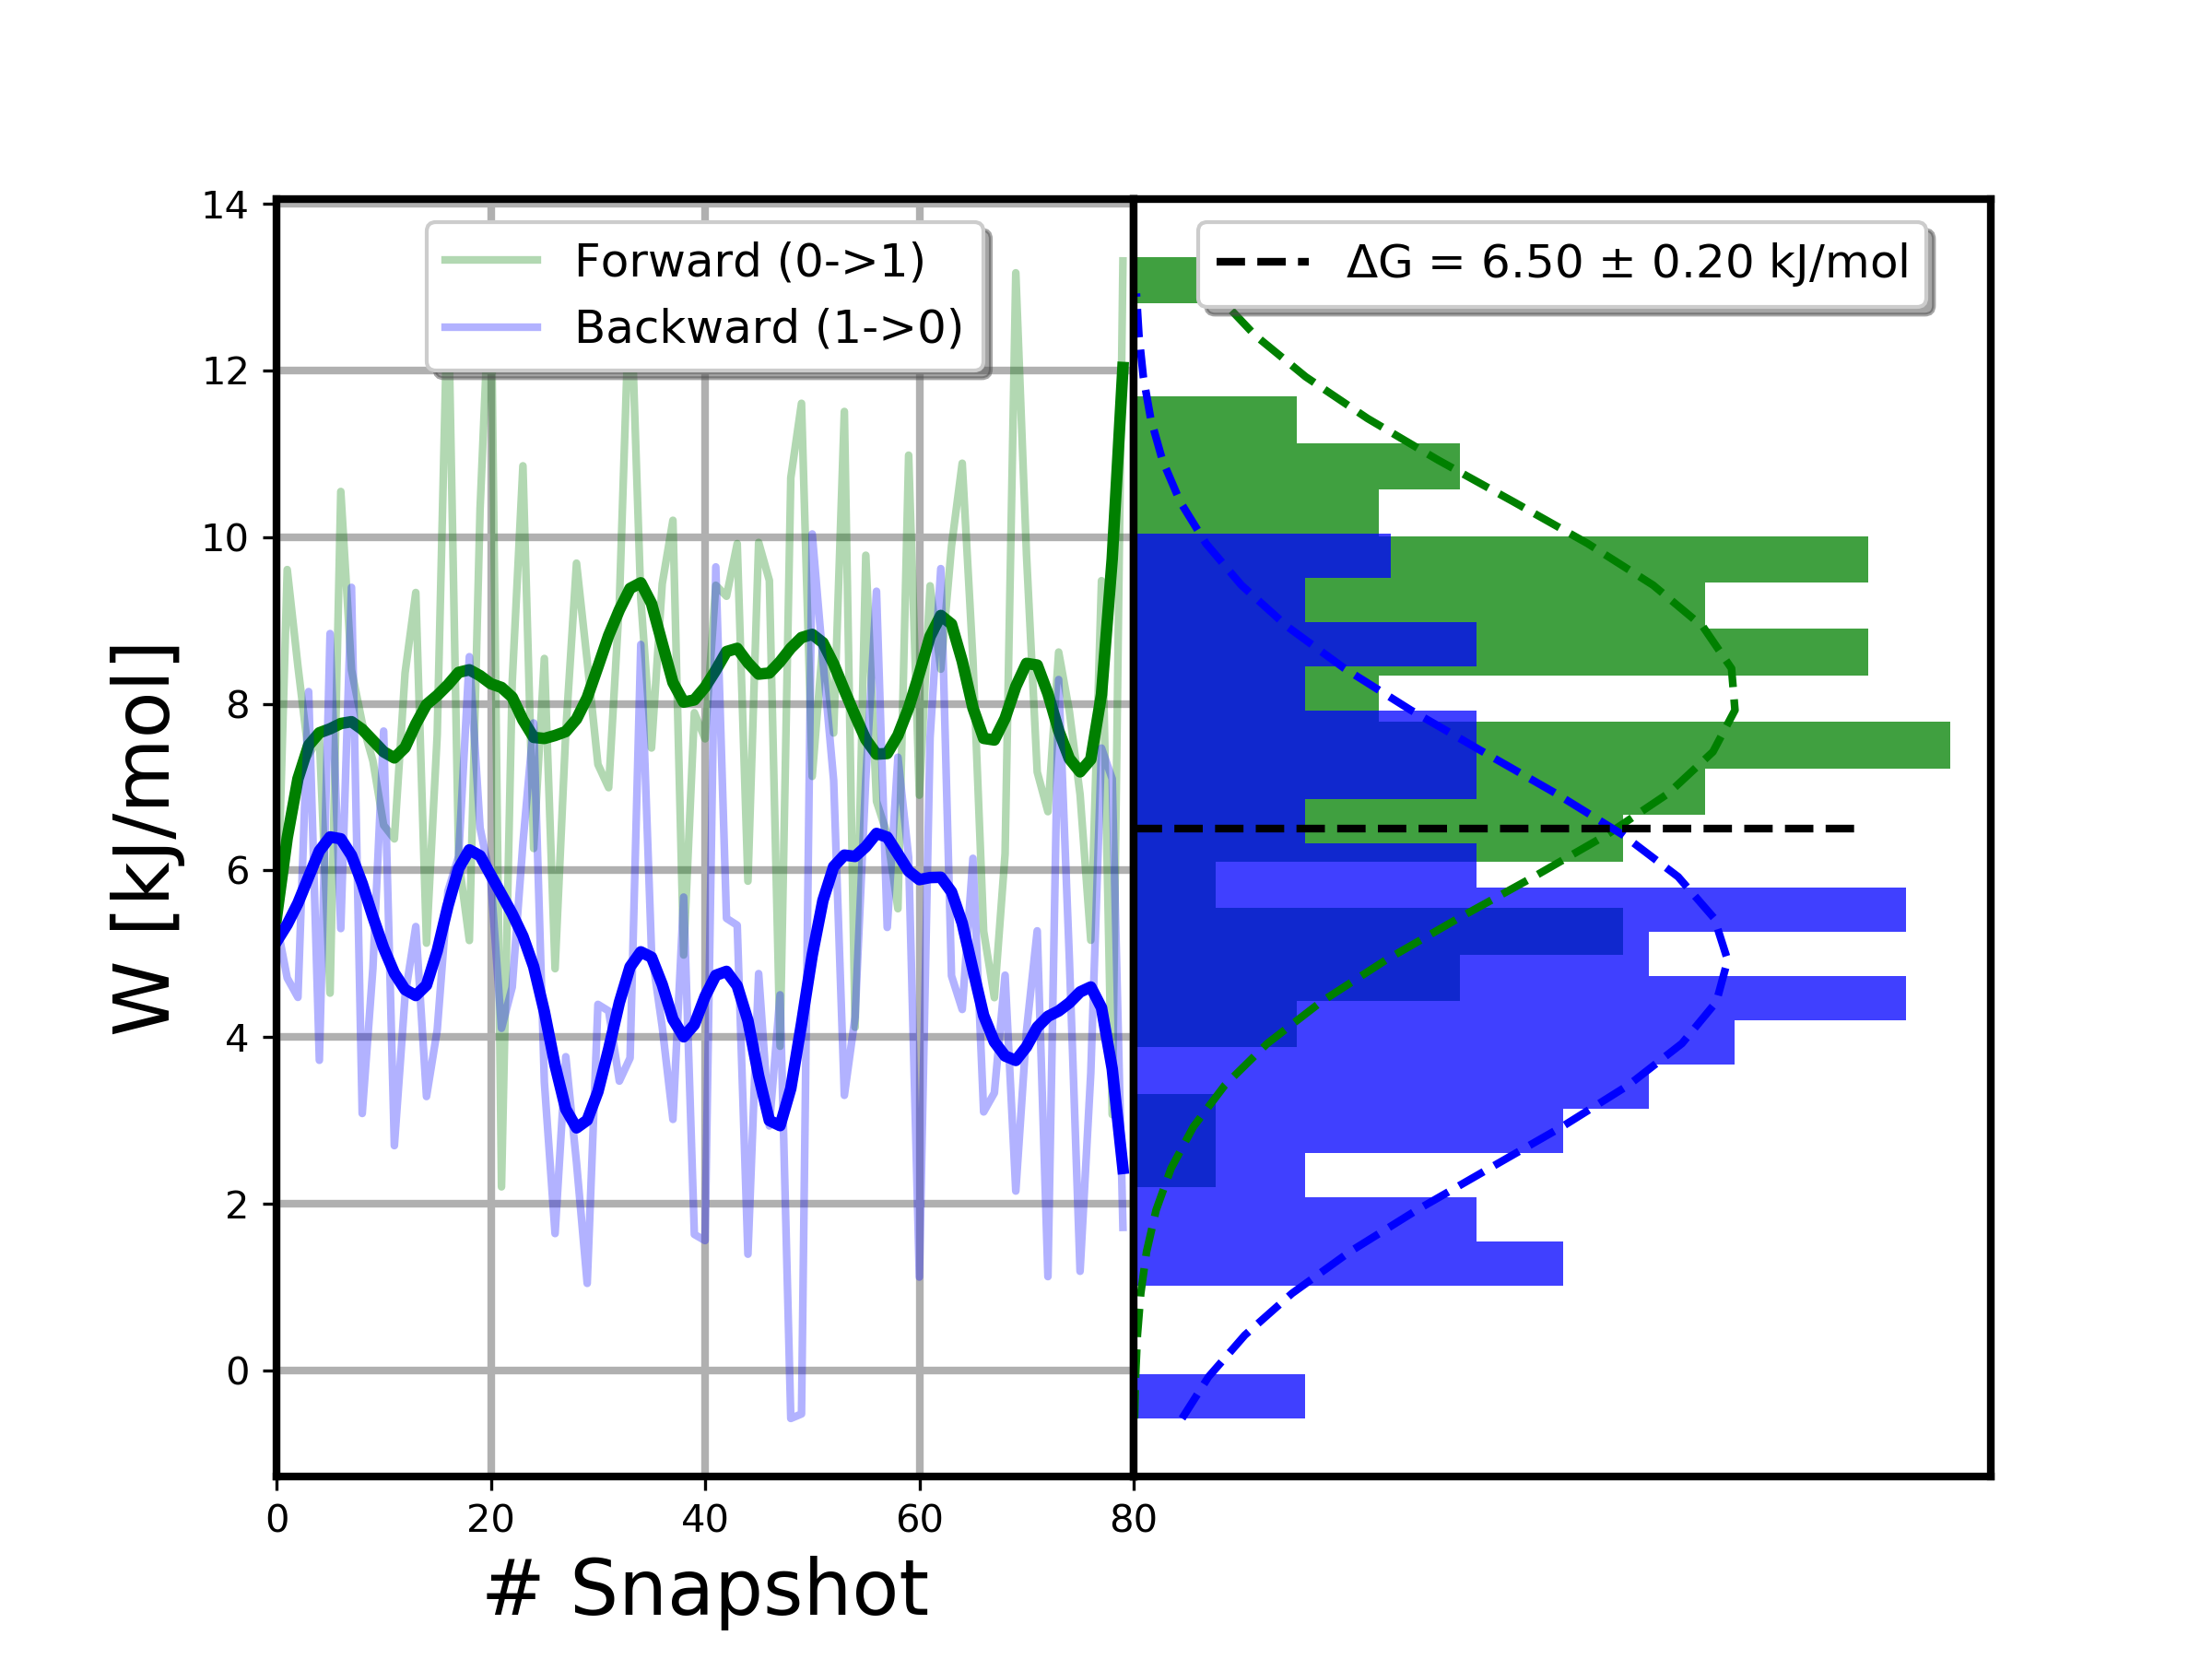 14
12
10
8
6
4
2
0
W [kJ/mol]
Forward (0->1)
Backward (1->0)
ΔG = 6.50 ± 0.20 kJ/mol
0 20 40 60 80
# Snapshot